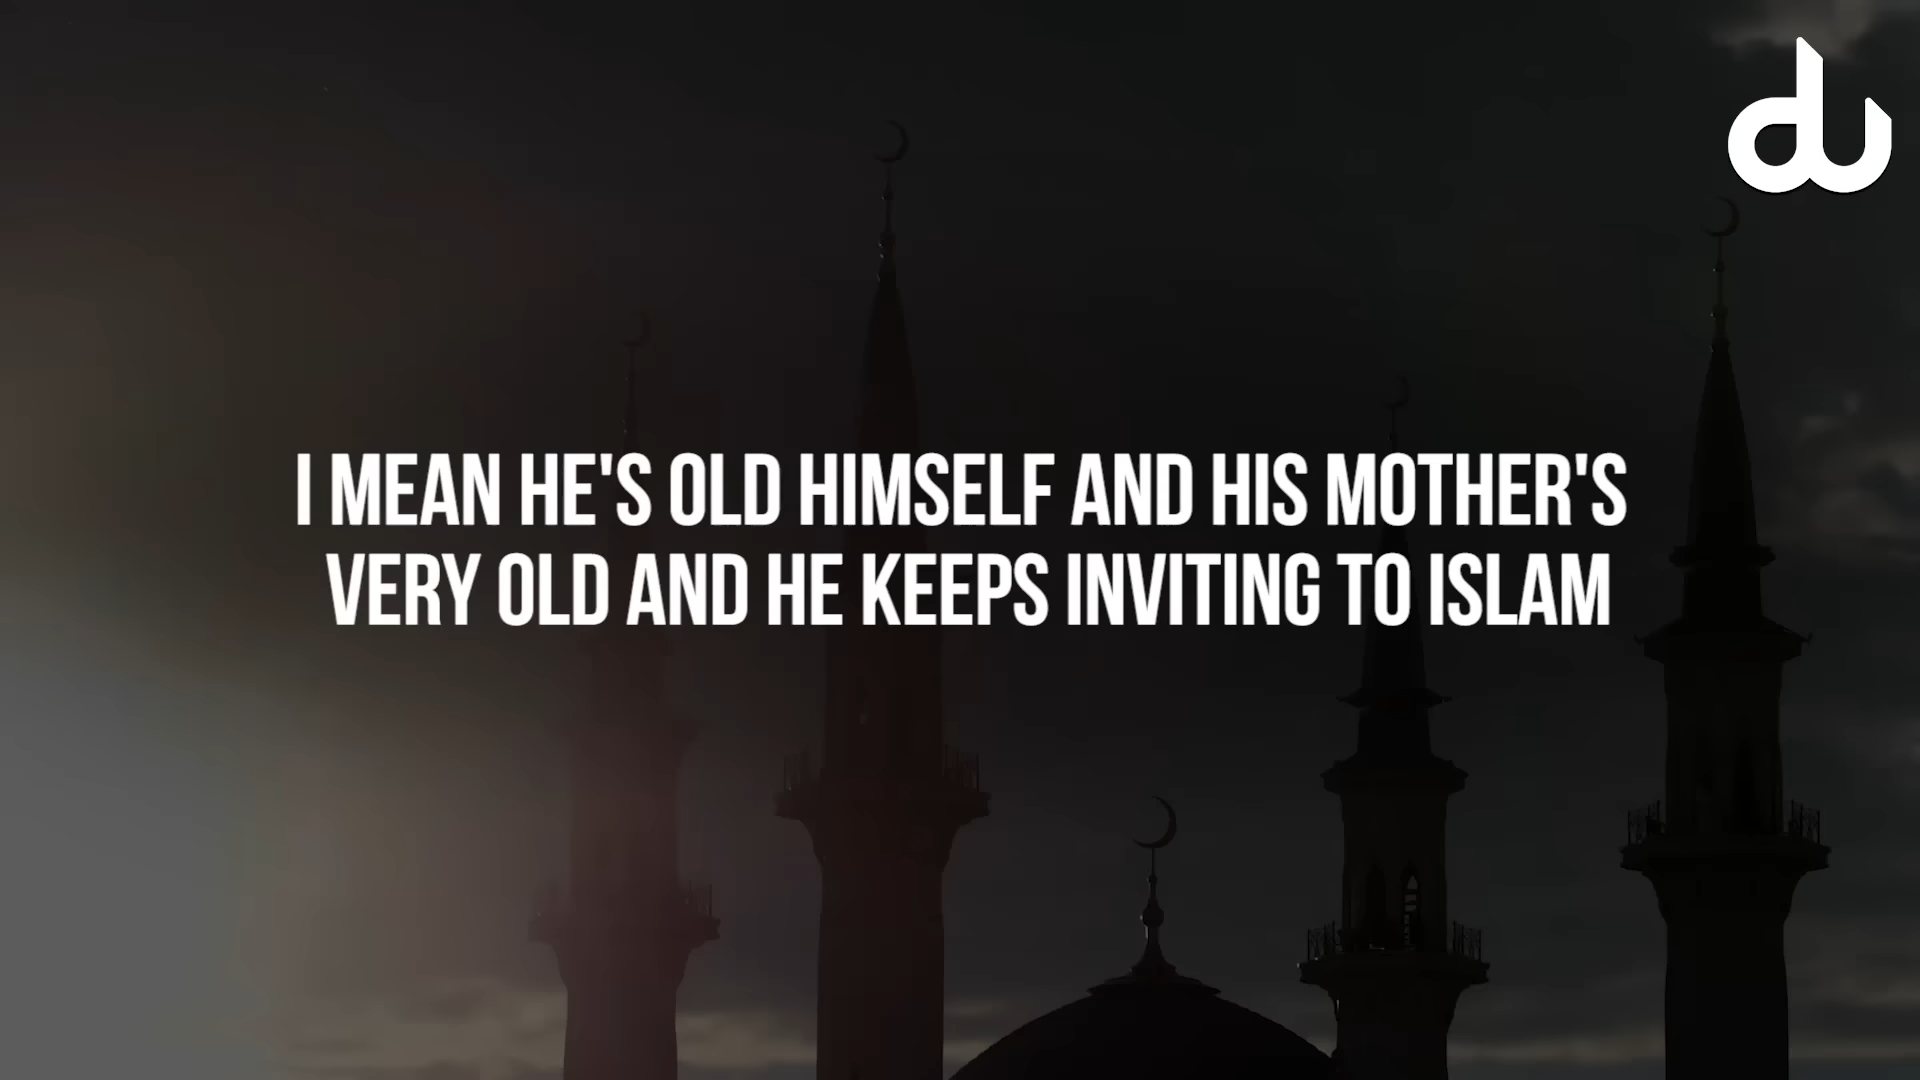 I MEAN HE'S OLD HIMSELF AND HIS MOTHER'S
VERY OLD AND HE KEEPS INVITING TO ISLAM